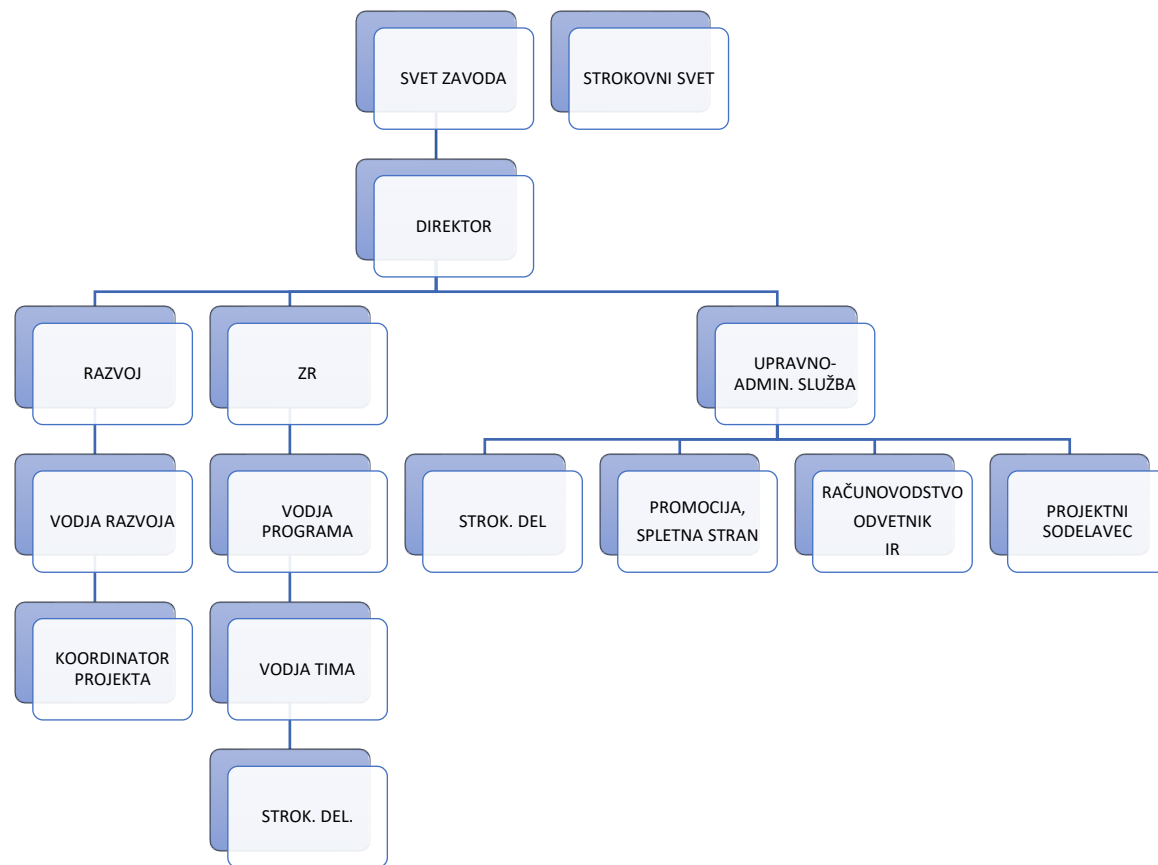 SVET ZAVODA
STROKOVNI SVET
DIREKTOR
RAZVOJ
ZR
UPRAVNO-
ADMIN. SLUŽBA
VODJA RAZVOJA
VODJA
PROGRAMA
STROK. DEL
PROMOCIJA,
SPLETNA STRAN
RAČUNOVODSTVO
ODVETNIK
IR
PROJEKTNI
SODELAVEC
KOORDINATOR
PROJEKTA
VODJA TIMA
STROK. DEL.